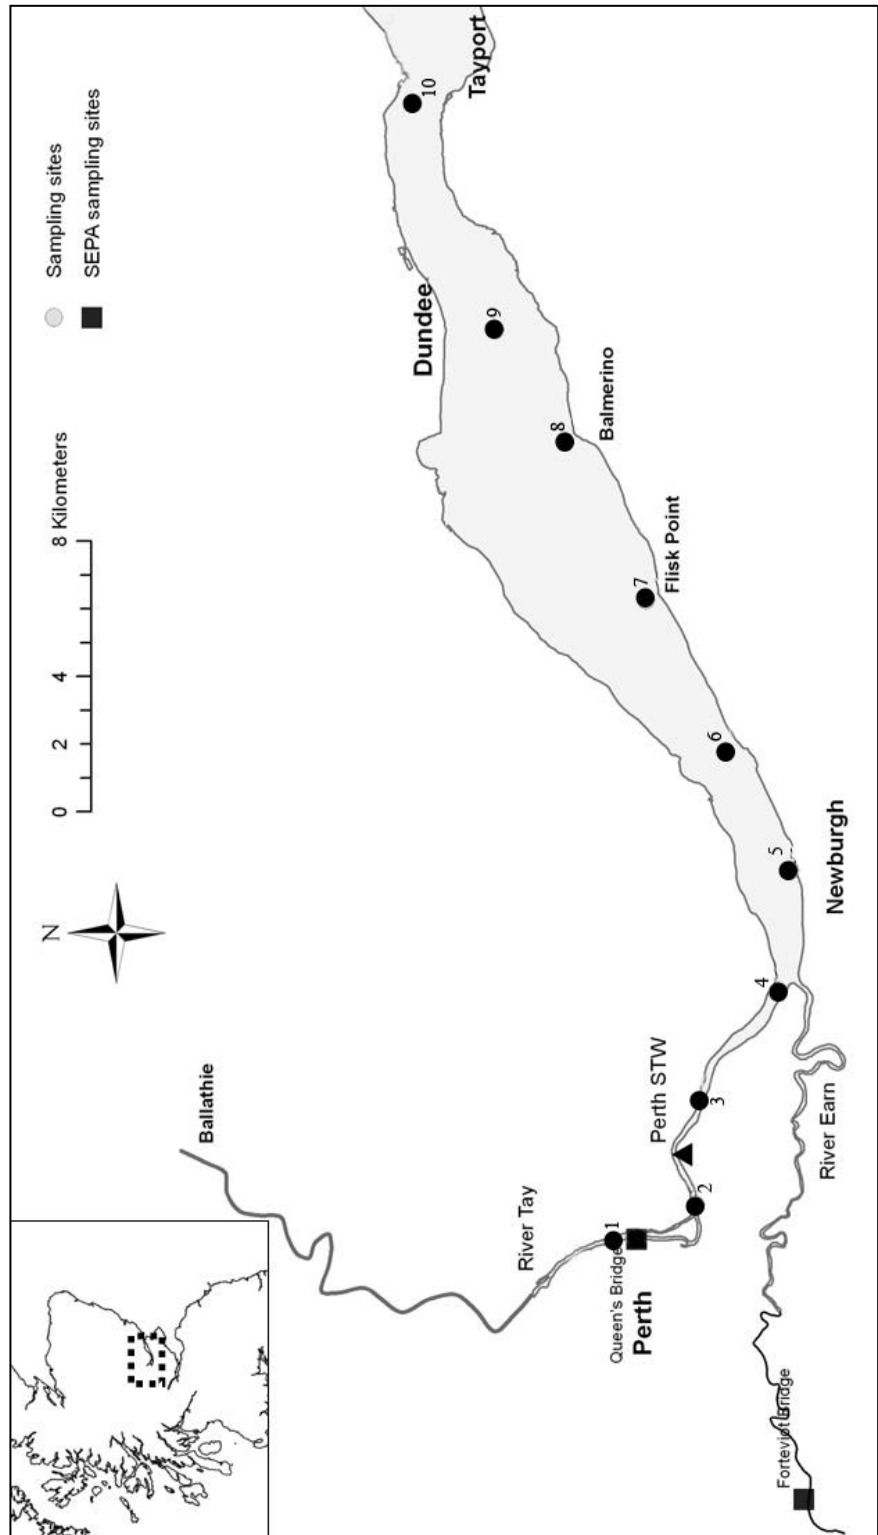 N
0 2 4 8 Kilometers
Sampling sites
SEPA sampling sites
Ballathie
River Tay
Queen's Bridge
Perth
Perth STW
Forteviot Bridge
River Earn
Newburgh
Flisk Point
Balmerino
Dundee
Tayport
1
2
3
4
5
6
7
8
9
10